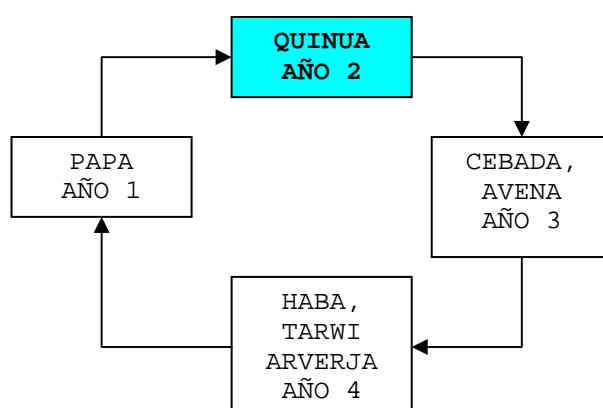 QUINUA
AÑO 2
PAPA
AÑO 1
CEBADA,
AVENA
AÑO 3
HABA,
TARWI
ARVERJA
AÑO 4